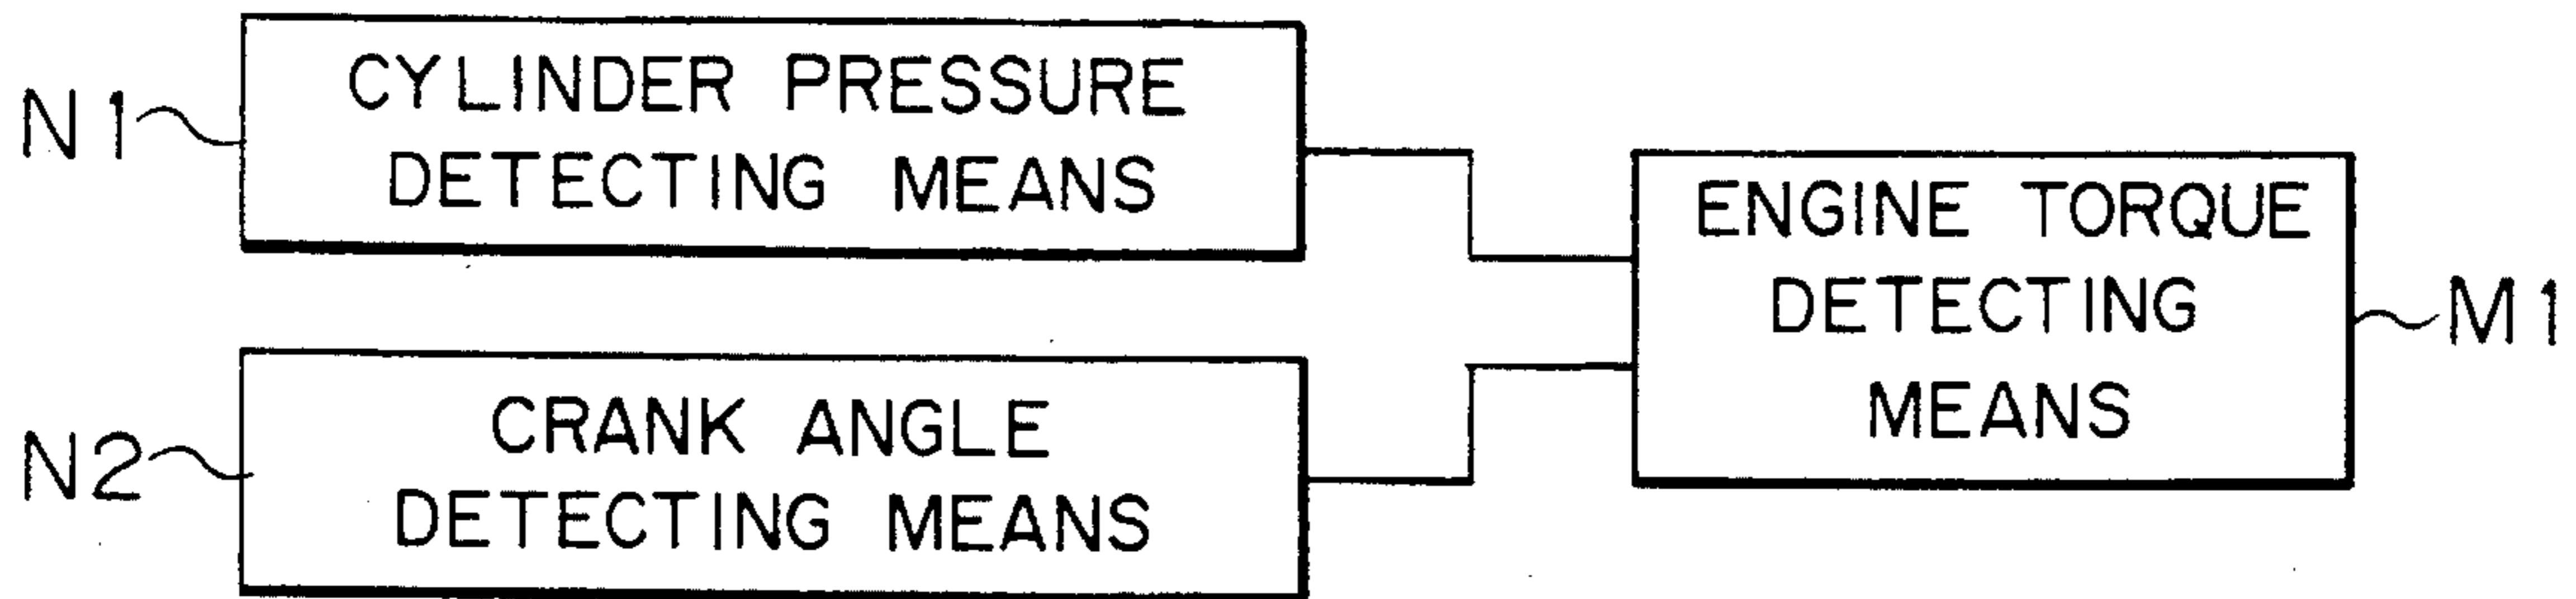 N1
CYLINDER PRESSURE
DETECTING MEANS
N2
CRANK ANGLE
DETECTING MEANS
ENGINE TORQUE
DETECTING
MEANS
M1